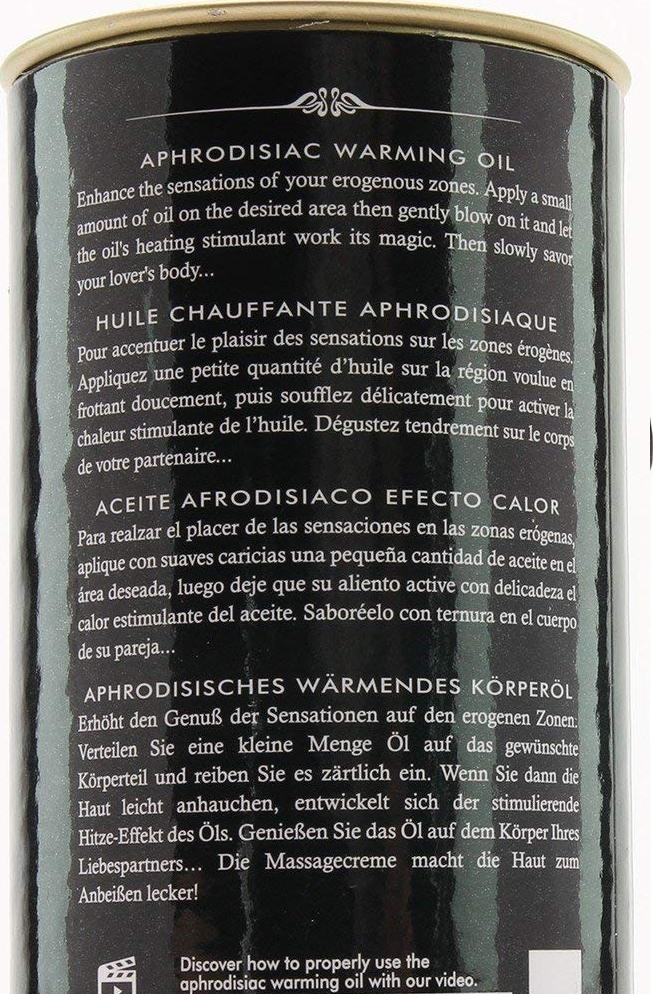 APHRODISIAC WARMING OIL
Enhance the sensations of your erogenous zones. Apply a small
amount of oil on the desired area then gently blow on it and let
the oil's heating stimulant work its magic. Then slowly savor
your lover's body...
HUILE CHAUFFANTE APHRODISIAQUE
Pour accentuer le plaisir des sensations sur les zones érogènes.
Appliquez une petite quantité d'huile sur la région voulue en
frottant doucement, puis soufflez délicatement pour activer la
chaleur stimulante de l'huile. Dégustez tendrement sur le corps
de votre partenaire...
ACEITE AFRODISIACO EFECTO CALOR
Para realzar el placer de las sensaciones en las zonas erógenas,
aplique con suaves caricias una pequeña cantidad de aceite en el
área deseada, luego deje que su aliento active con delicadeza el
calor estimulante del aceite. Saboréelo con ternura en el cuerpo
de su pareja...
APHRODISISCHES WÄRMENDES KÖRPERÖL
Erhöht den Genuß der Sensationen auf den erogenen Zonen.
Verteilen Sie eine kleine Menge Öl auf das gewünschte
Körperteil und reiben Sie es zärtlich ein. Wenn Sie dann die
Haut leicht anhauchen, entwickelt sich der stimulierende
Hitze-Effekt des Öls. Genießen Sie das Öl auf dem Körper Ihres
Liebespartners... Die Massagecreme macht die Haut zum
Anbeißen lecker!
Discover how to properly use the
aphrodisiac warming oil with our video.